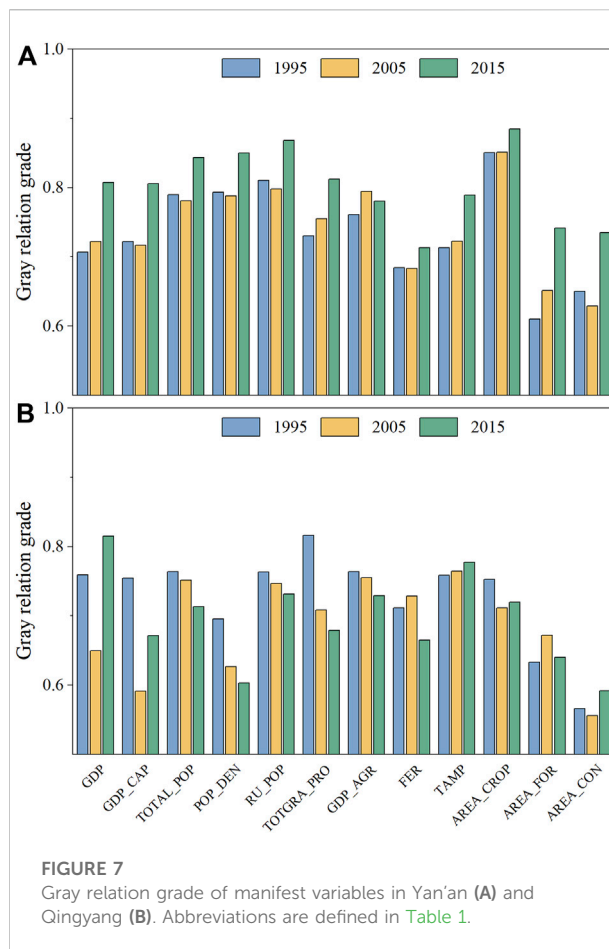 A
1.0
1995 2005 2015
0.8
0.6
Gray relation grade
B
1.0
1995 2005 2015
0.8
0.6
Gray relation grade
GDP
GDP_CAP
TOTAL_POP
POP_DEN
RU_POP
TOTGRA_PRO
GDP_AGR
FER
TAMP
AREA_CROP
AREA_FOR
AREA_CON
FIGURE 7
Gray relation grade of manifest variables in Yan'an (A) and
Qingyang (B). Abbreviations are defined in Table 1.